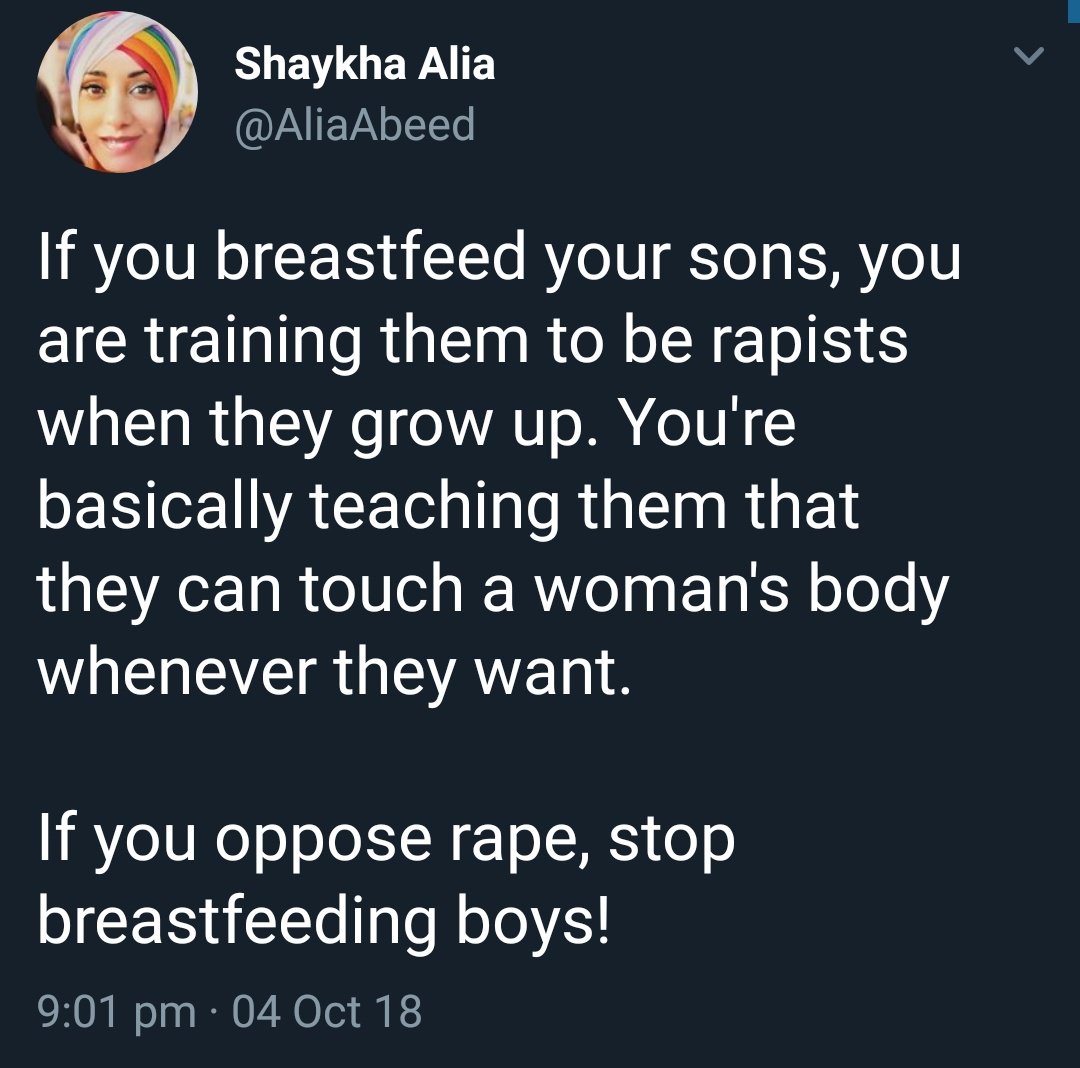 Shaykha Alia
@AliaAbeed
If you breastfeed your sons, you
are training them to be rapists
when they grow up. You're
basically teaching them that
they can touch a woman's body
whenever they want.
If you oppose rape, stop
breastfeeding boys!
9:01 pm · 04 Oct 18